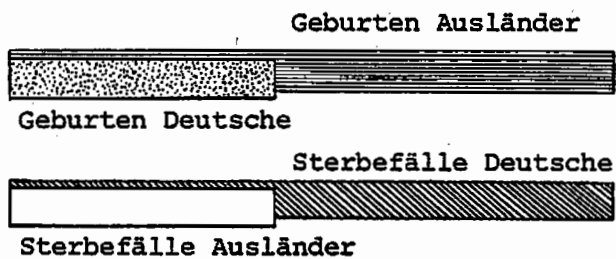 Geburten Ausländer
Geburten Deutsche
Sterbefälle Deutsche
Sterbefälle Ausländer